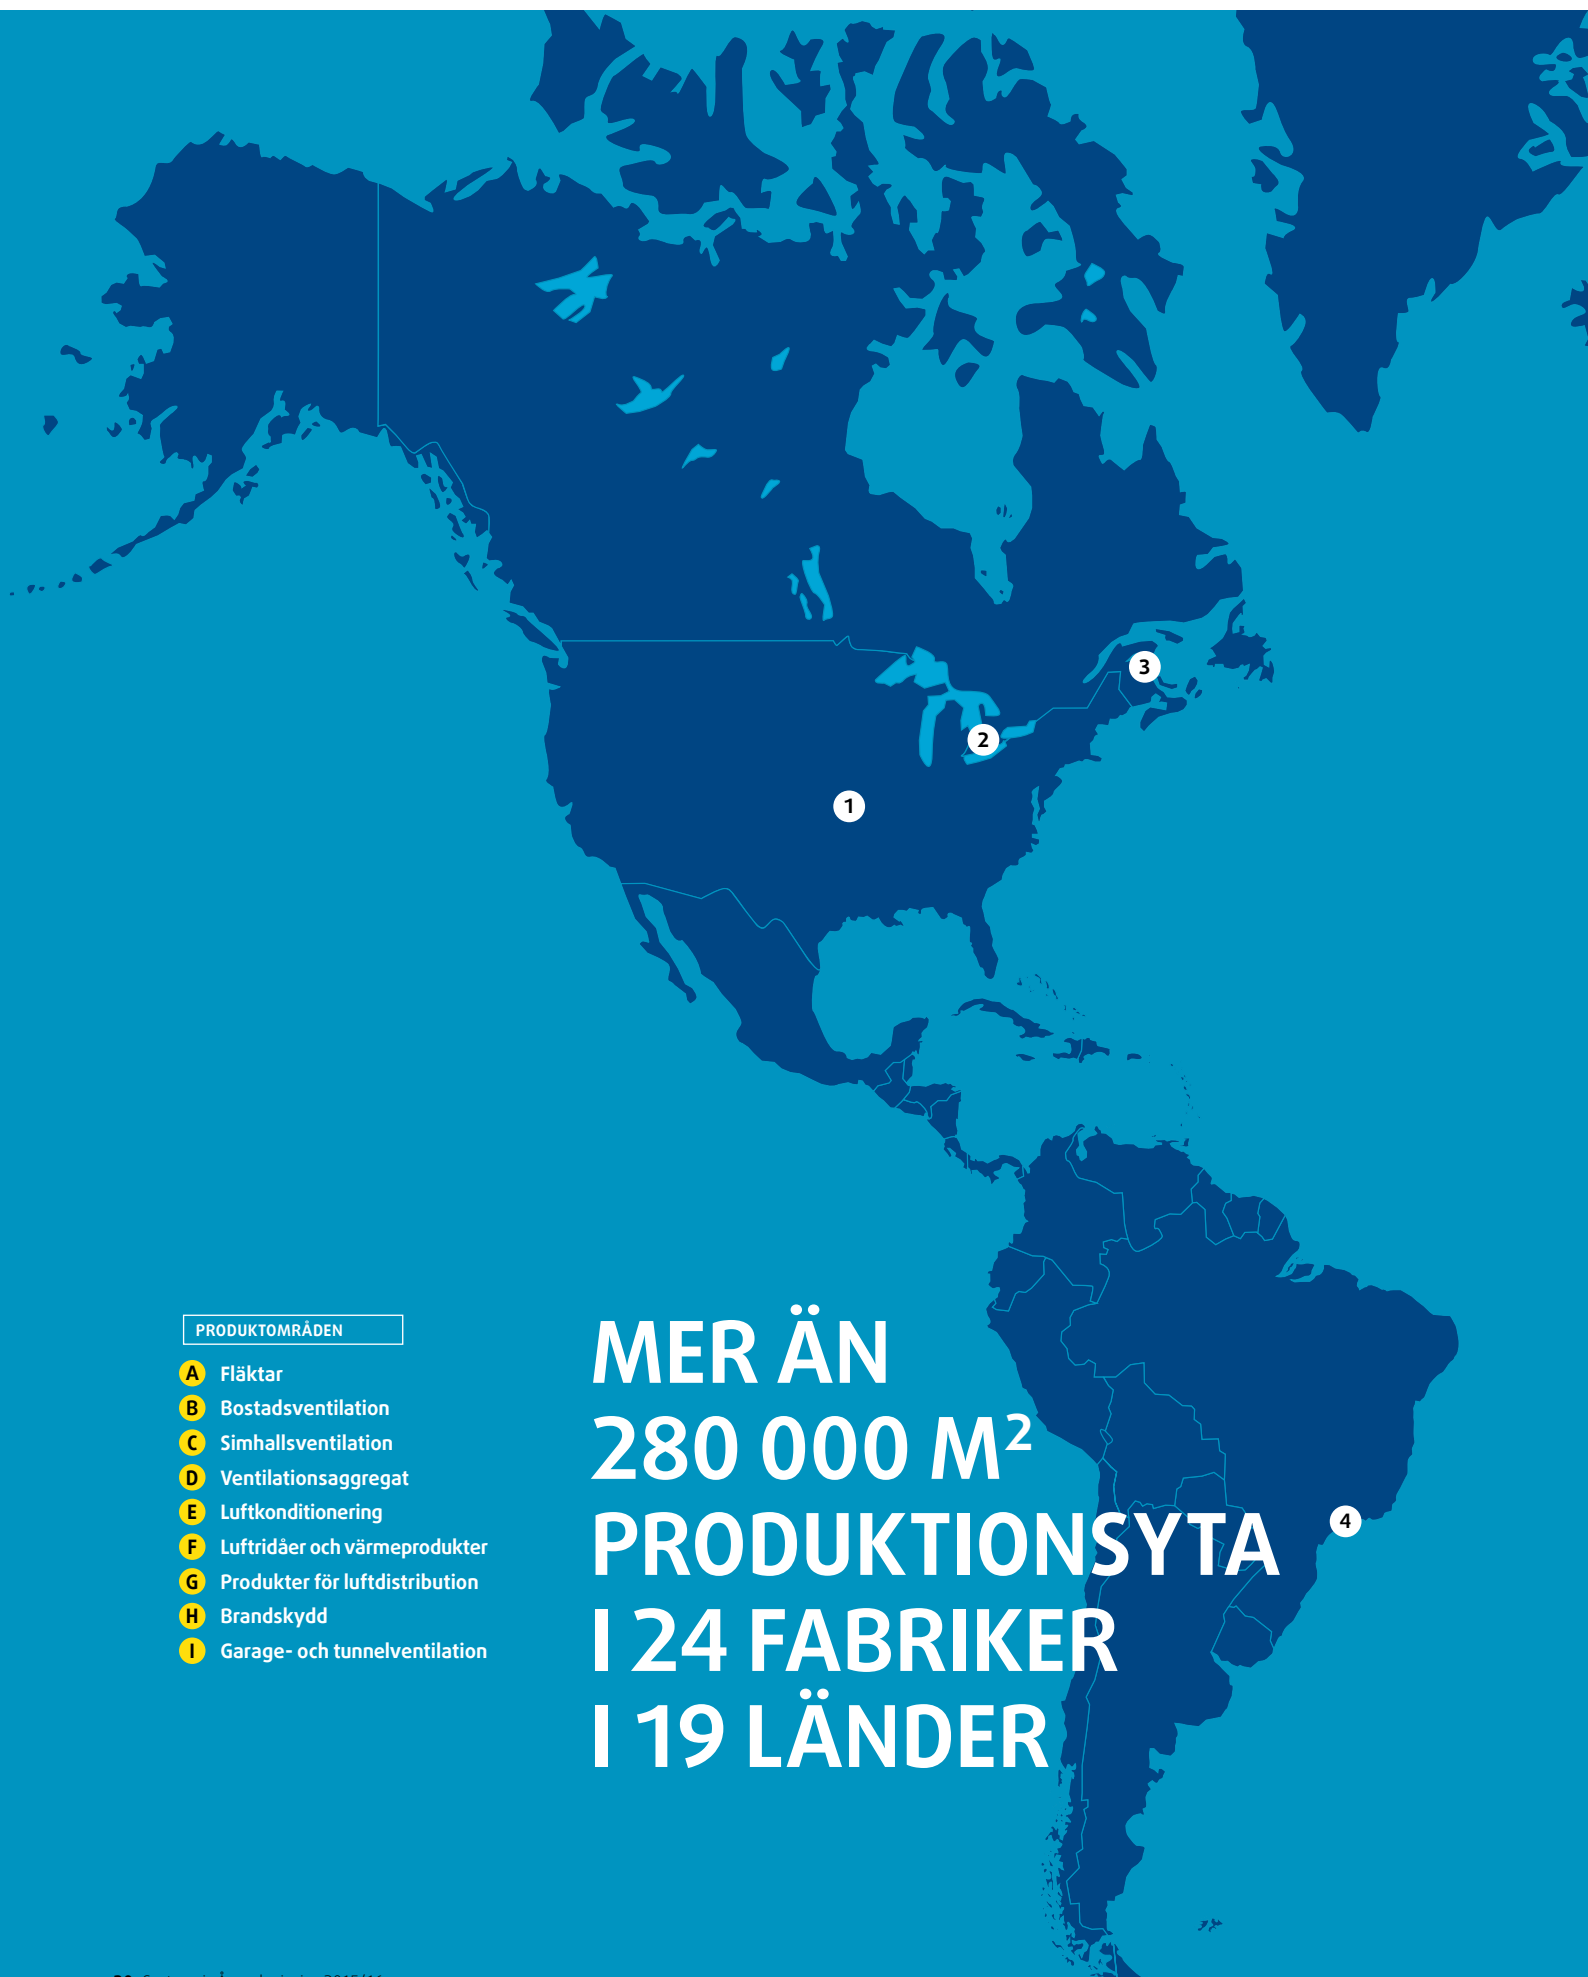 3
2
1
PRODUKTOMRÅDEN
A Fläktar
B Bostadsventilation
C Simhallsventilation
D Ventilationsaggregat
E Luftkonditionering
F Luftridåer och värmeprodukter
G Produkter för luftdistribution
H Brandskydd
I Garage- och tunnelventilation
MER ÄN
280 000 M²
PRODUKTIONSYTA
I 24 FABRIKER
I 19 LÄNDER
4